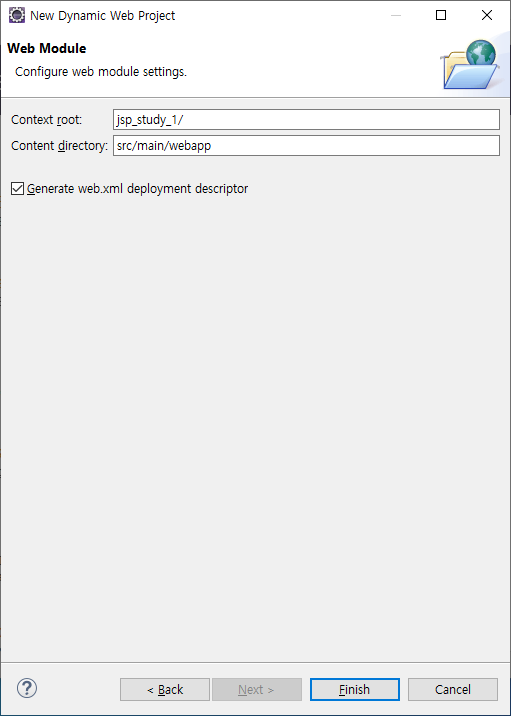 New Dynamic Web Project
Web Module
Configure web module settings.
Context root: jsp_study_1/
Content directory: src/main/webapp
Generate web.xml deployment descriptor
?
< Back
Next >
Finish
Cancel